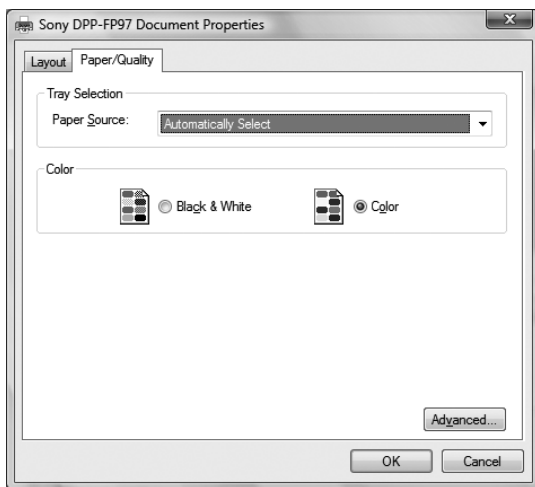 Sony DPP-FP97 Document Properties
Layout Paper/Quality
Tray Selection
Paper Source: Automatically Select
Color
Black & White Color
Advanced...
OK Cancel